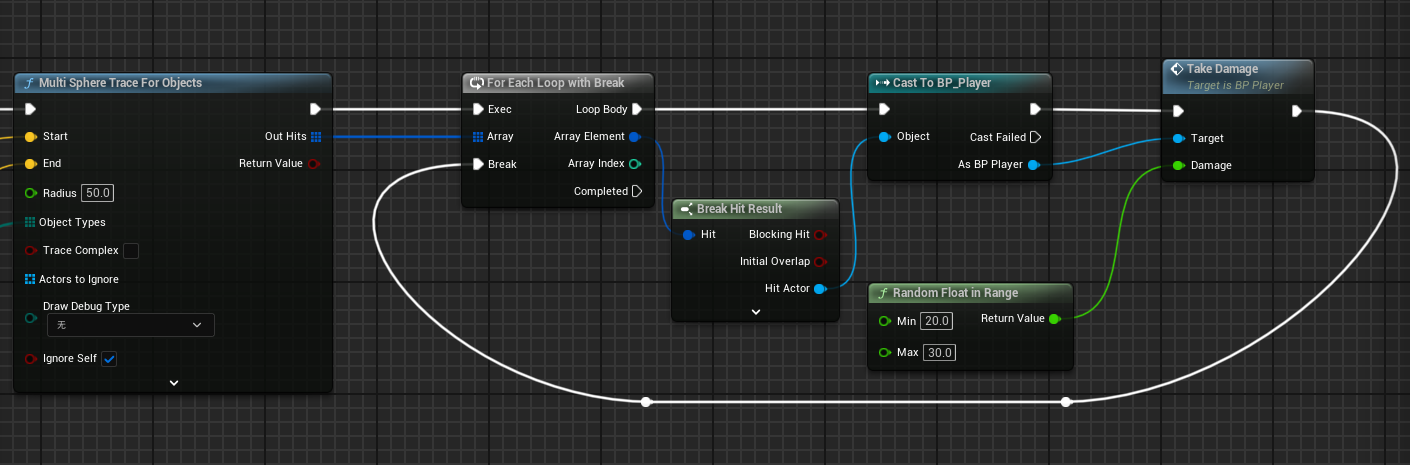 Multi Sphere Trace For Objects
Start
Out Hits
End
Return Value
Radius 50.0
Object Types
Trace Complex
Actors to Ignore
Draw Debug Type
无
Ignore Self
For Each Loop with Break
Exec
Loop Body
Array
Array Element
Break
Array Index
Completed
Break Hit Result
Hit
Blocking Hit
Initial Overlap
Hit Actor
Cast To BP_Player
Object
Cast Failed
As BP Player
Random Float in Range
Min 20.0
Return Value
Max 30.0
Take Damage
Target is BP Player
Target
Damage